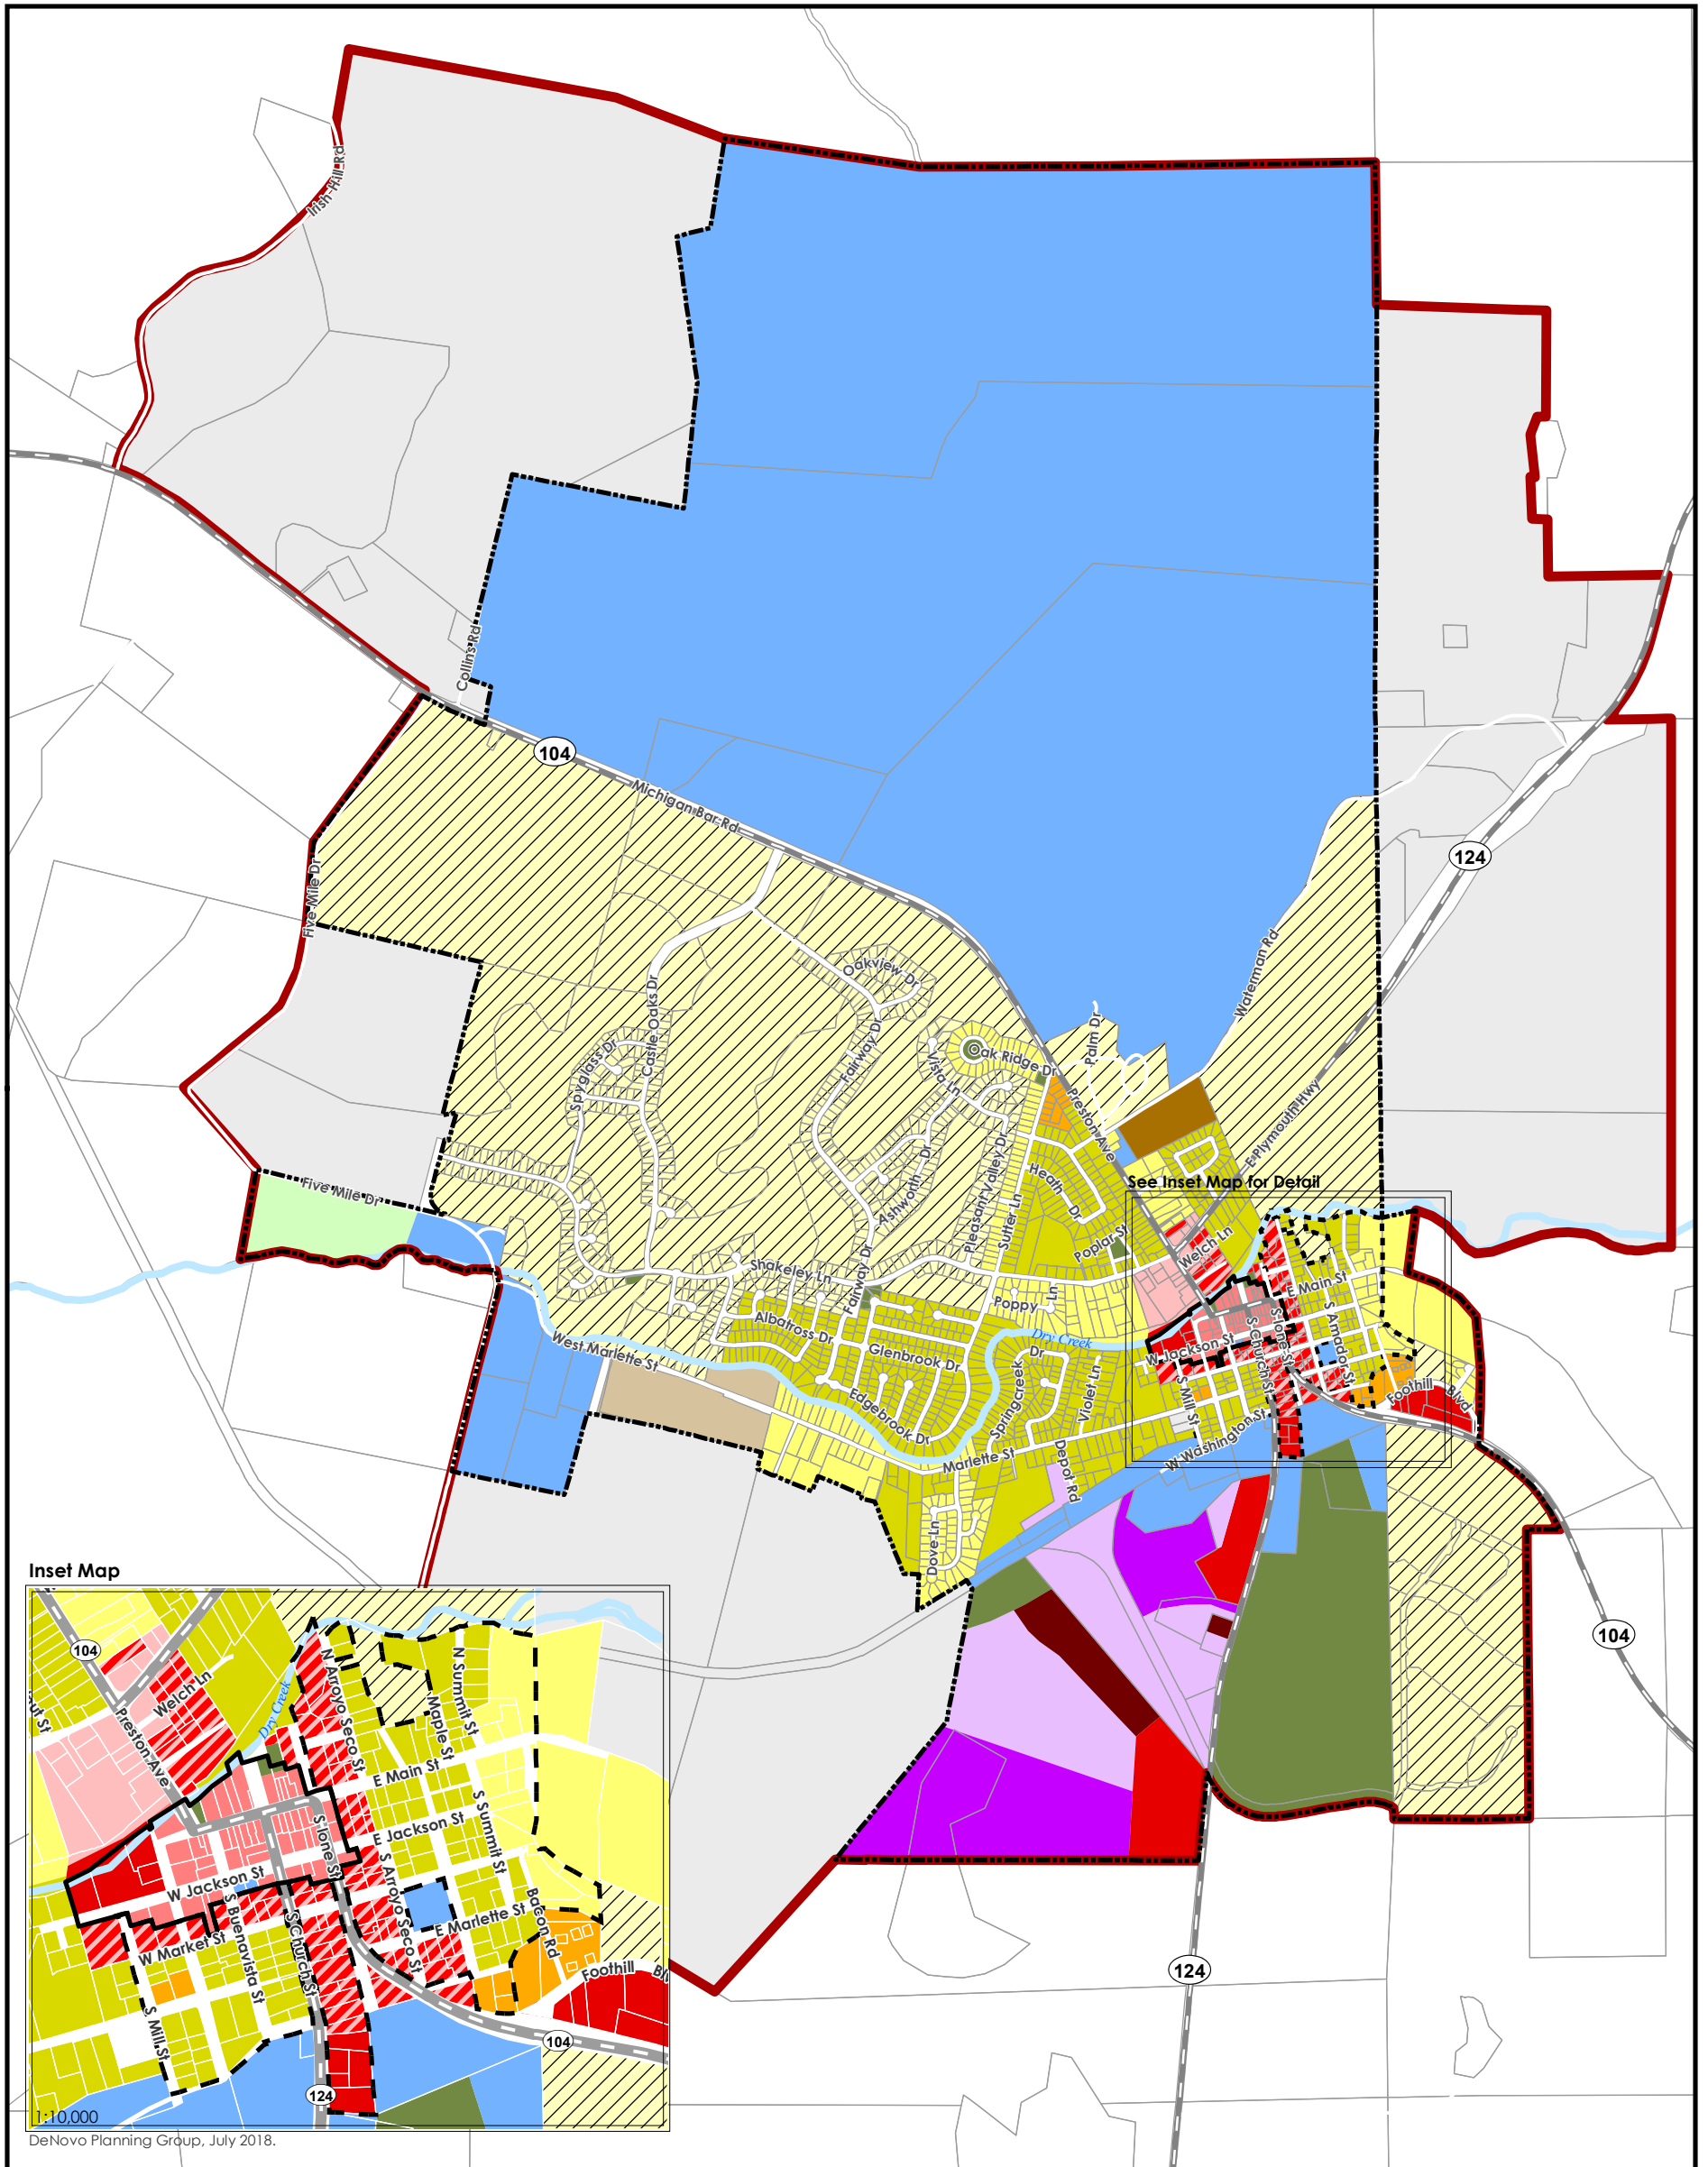 Irish Hill Rd
Collins Rd
104
Michigan Bar Rd
124
Five Mile Dr
Oakview Dr
Waterman Rd
Castle Oaks Dr
Spyglass Dr
Fairway Dr
Vista Ln
Oak Ridge Dr
Palm Dr
Preston Ave
E Plymouth Hwy
Ashworth Dr
Pleasant Valley Dr
Sutter Ln
Heath Dr
Poplar St
See Inset Map for Detail
Five Mile Dr
Shakeley Ln
Fairway Dr
Poppy Ln
Welch Ln
E Main St
Albatross Dr
Dry Creek
W Jackson St
S Church St
S Ione St
S Amador St
West Marlette St
Glenbrook Dr
Springcreek Dr
Violet Ln
Edgebrook Dr
S Mill St
Foothill Blvd
Marlette St
W Washington St
Depot Rd
Dove Ln
104
124
Inset Map
104
Welch Ln
Preston Ave
Dry Creek
N Arroyo Seco St
Maple St
N Summit St
E Main St
E Jackson St
S Summit St
S Ione St
W Jackson St
S Arroyo Seco St
S Buenavista St
S Church St
W Market St
E Marlette St
Bacon Rd
Foothill
S Mill St
104
124
1:10,000
DeNovo Planning Group, July 2018.